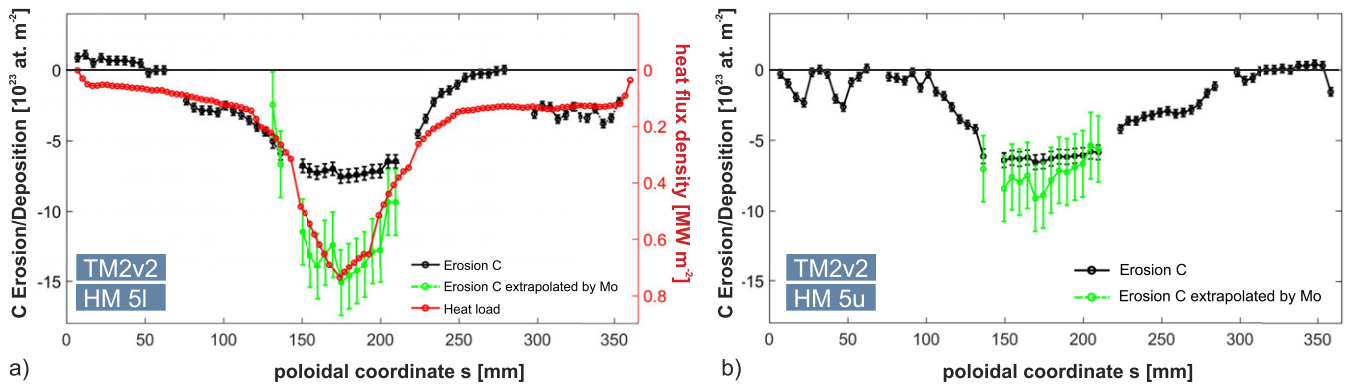 C Erosion/Deposition [10²³ at. m⁻²]
0
-5
-10
-15
0
0.2
0.4
0.6
0.8
heat flux density [MW m⁻²]
TM2v2
HM 5l
Erosion C
Erosion C extrapolated by Mo
Heat load
0
50
100
150
200
250
300
350
a)
poloidal coordinate s [mm]
C Erosion/Deposition [10²³ at. m⁻²]
0
-5
-10
-15
TM2v2
HM 5u
Erosion C
Erosion C extrapolated by Mo
0
50
100
150
200
250
300
350
b)
poloidal coordinate s [mm]